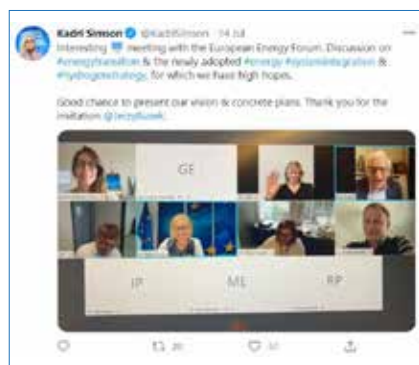 Kadri Simson @KadriSimson · 14 Jul
Interesting meeting with the European Energy Forum. Discussion on
#energytransition & the newly adopted #energy #systemintegration &
#hydrogenstrategy, for which we have high hopes.
Good chance to present our vision & concrete plans. Thank you for the
invitation @JerzyBuzek.
GE
IP
ML
RP
20